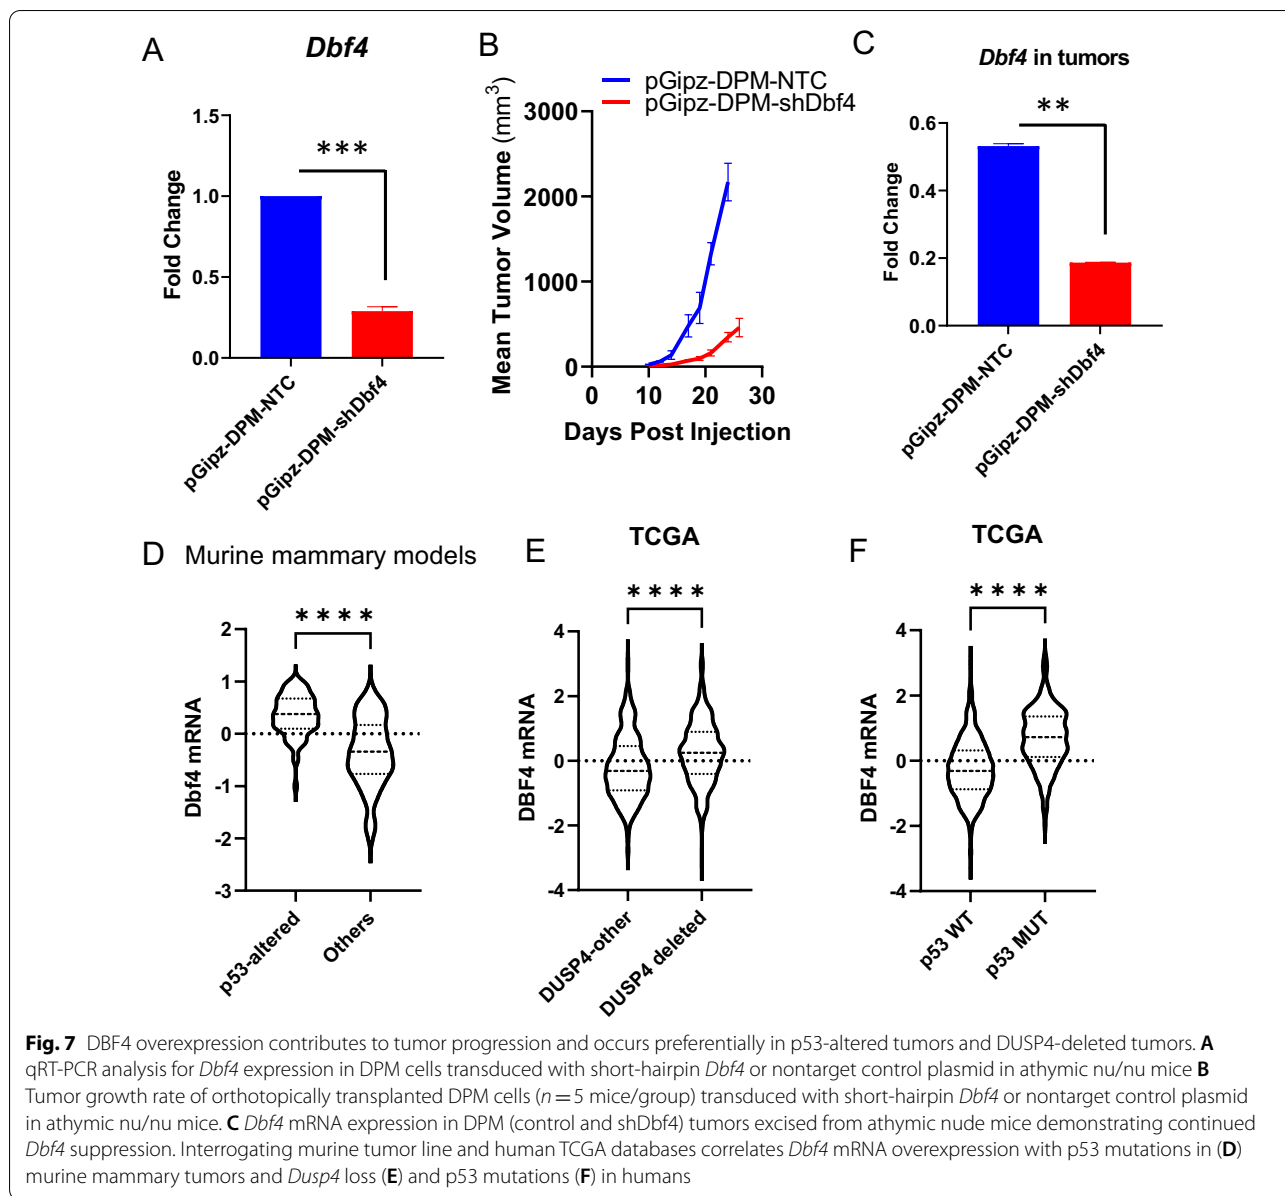 A
Dbf4
Fold Change
1.5
1.0
0.5
0.0
***
pGipz-DPM-NTC
pGipz-DPM-shDbf4
B
pGipz-DPM-NTC
pGipz-DPM-shDbf4
Mean Tumor Volume (mm³)
3000
2000
1000
0
0 10 20 30
Days Post Injection
C
Dbf4 in tumors
Fold Change
0.6
0.4
0.2
0.0
**
pGipz-DPM-NTC
pGipz-DPM-shDbf4
D Murine mammary models
Dbf4 mRNA
2
1
0
-1
-2
-3
****
p53-altered
Others
E
TCGA
DBF4 mRNA
4
2
0
-2
-4
****
DUSP4-other
DUSP4 deleted
F
TCGA
DBF4 mRNA
4
2
0
-2
-4
****
p53 WT
p53 MUT
Fig. 7 DBF4 overexpression contributes to tumor progression and occurs preferentially in p53-altered tumors and DUSP4-deleted tumors. A
qRT-PCR analysis for Dbf4 expression in DPM cells transduced with short-hairpin Dbf4 or nontarget control plasmid in athymic nu/nu mice B
Tumor growth rate of orthotopically transplanted DPM cells (n = 5 mice/group) transduced with short-hairpin Dbf4 or nontarget control plasmid
in athymic nu/nu mice. C Dbf4 mRNA expression in DPM (control and shDbf4) tumors excised from athymic nude mice demonstrating continued
Dbf4 suppression. Interrogating murine tumor line and human TCGA databases correlates Dbf4 mRNA overexpression with p53 mutations in (D)
murine mammary tumors and Dusp4 loss (E) and p53 mutations (F) in humans